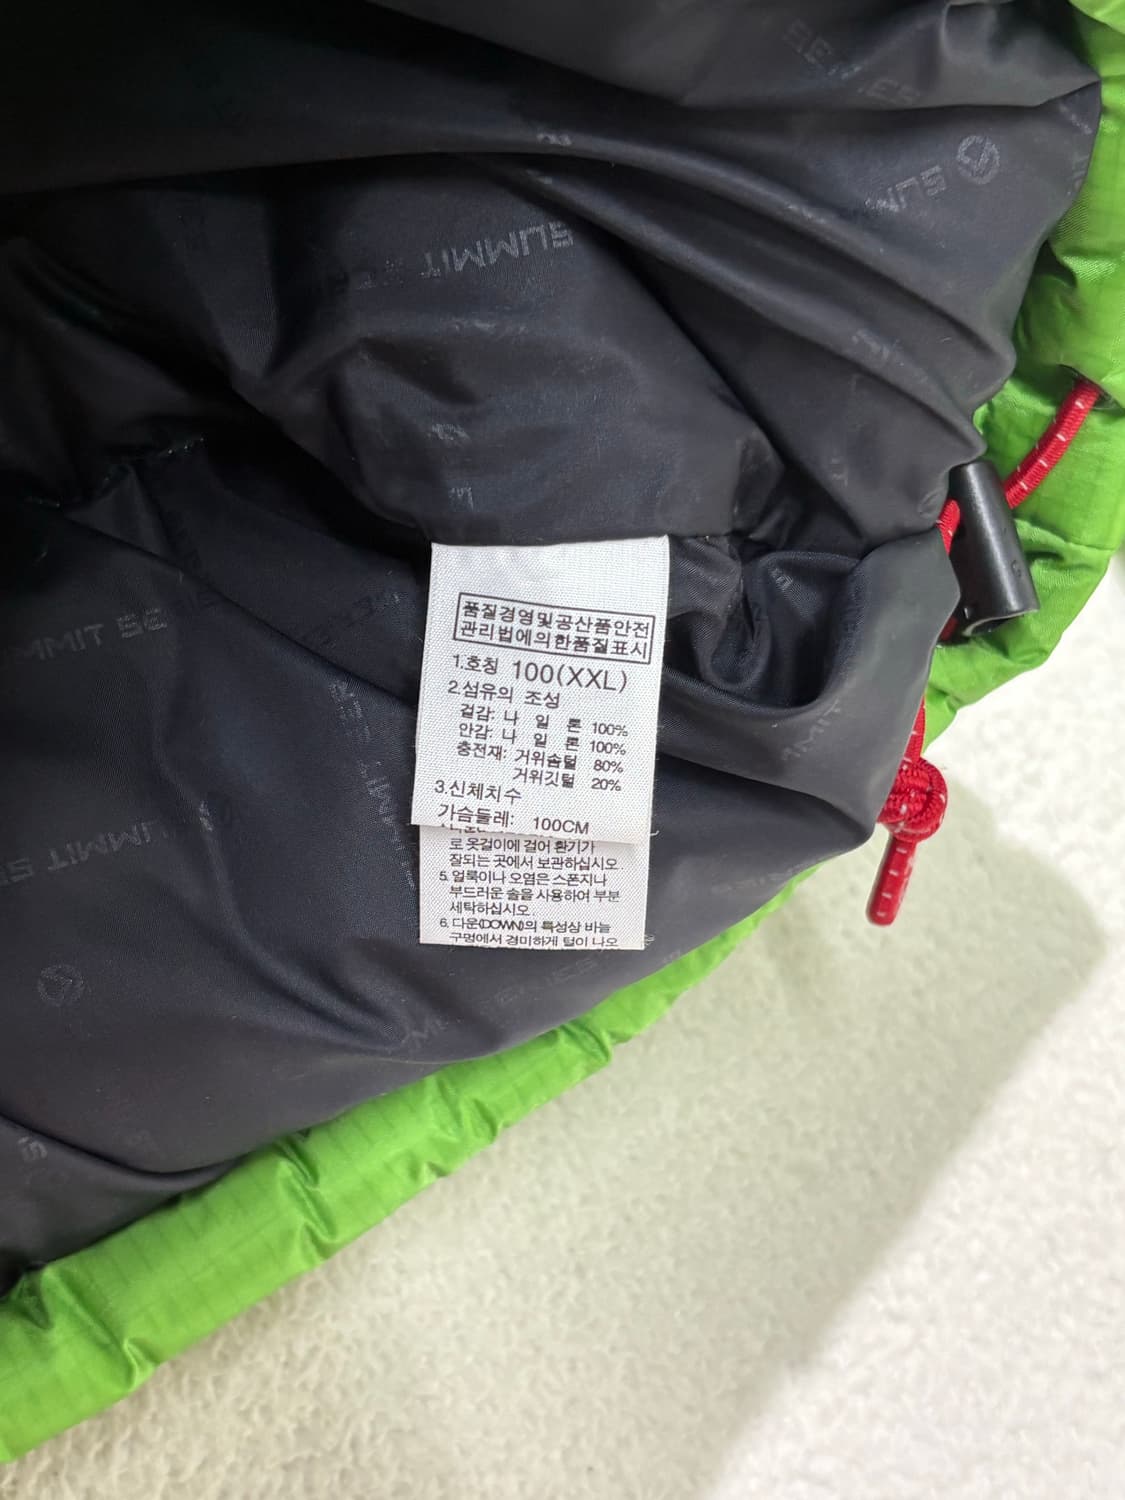 SUMMIT
SUMMIT SE
SUMMIT SE
품질경영및공산품안전
관리법에의한품질표시
1.호칭 100(XXL)
2.섬유의 조성
겉감: 나 일 론 100%
안감: 나 일 론 100%
충전재: 거위솜털 80%
거위깃털 20%
3.신체치수
가슴둘레: 100CM
로 옷걸이에 걸어 환기가
잘되는 곳에서 보관하십시오.
5. 얼룩이나 오염은 스폰지나
부드러운 솔을 사용하여 부분
세탁하십시오.
6. 다운(DOWN)의 특성상 바늘
구멍에서 경미하게 털이 나오